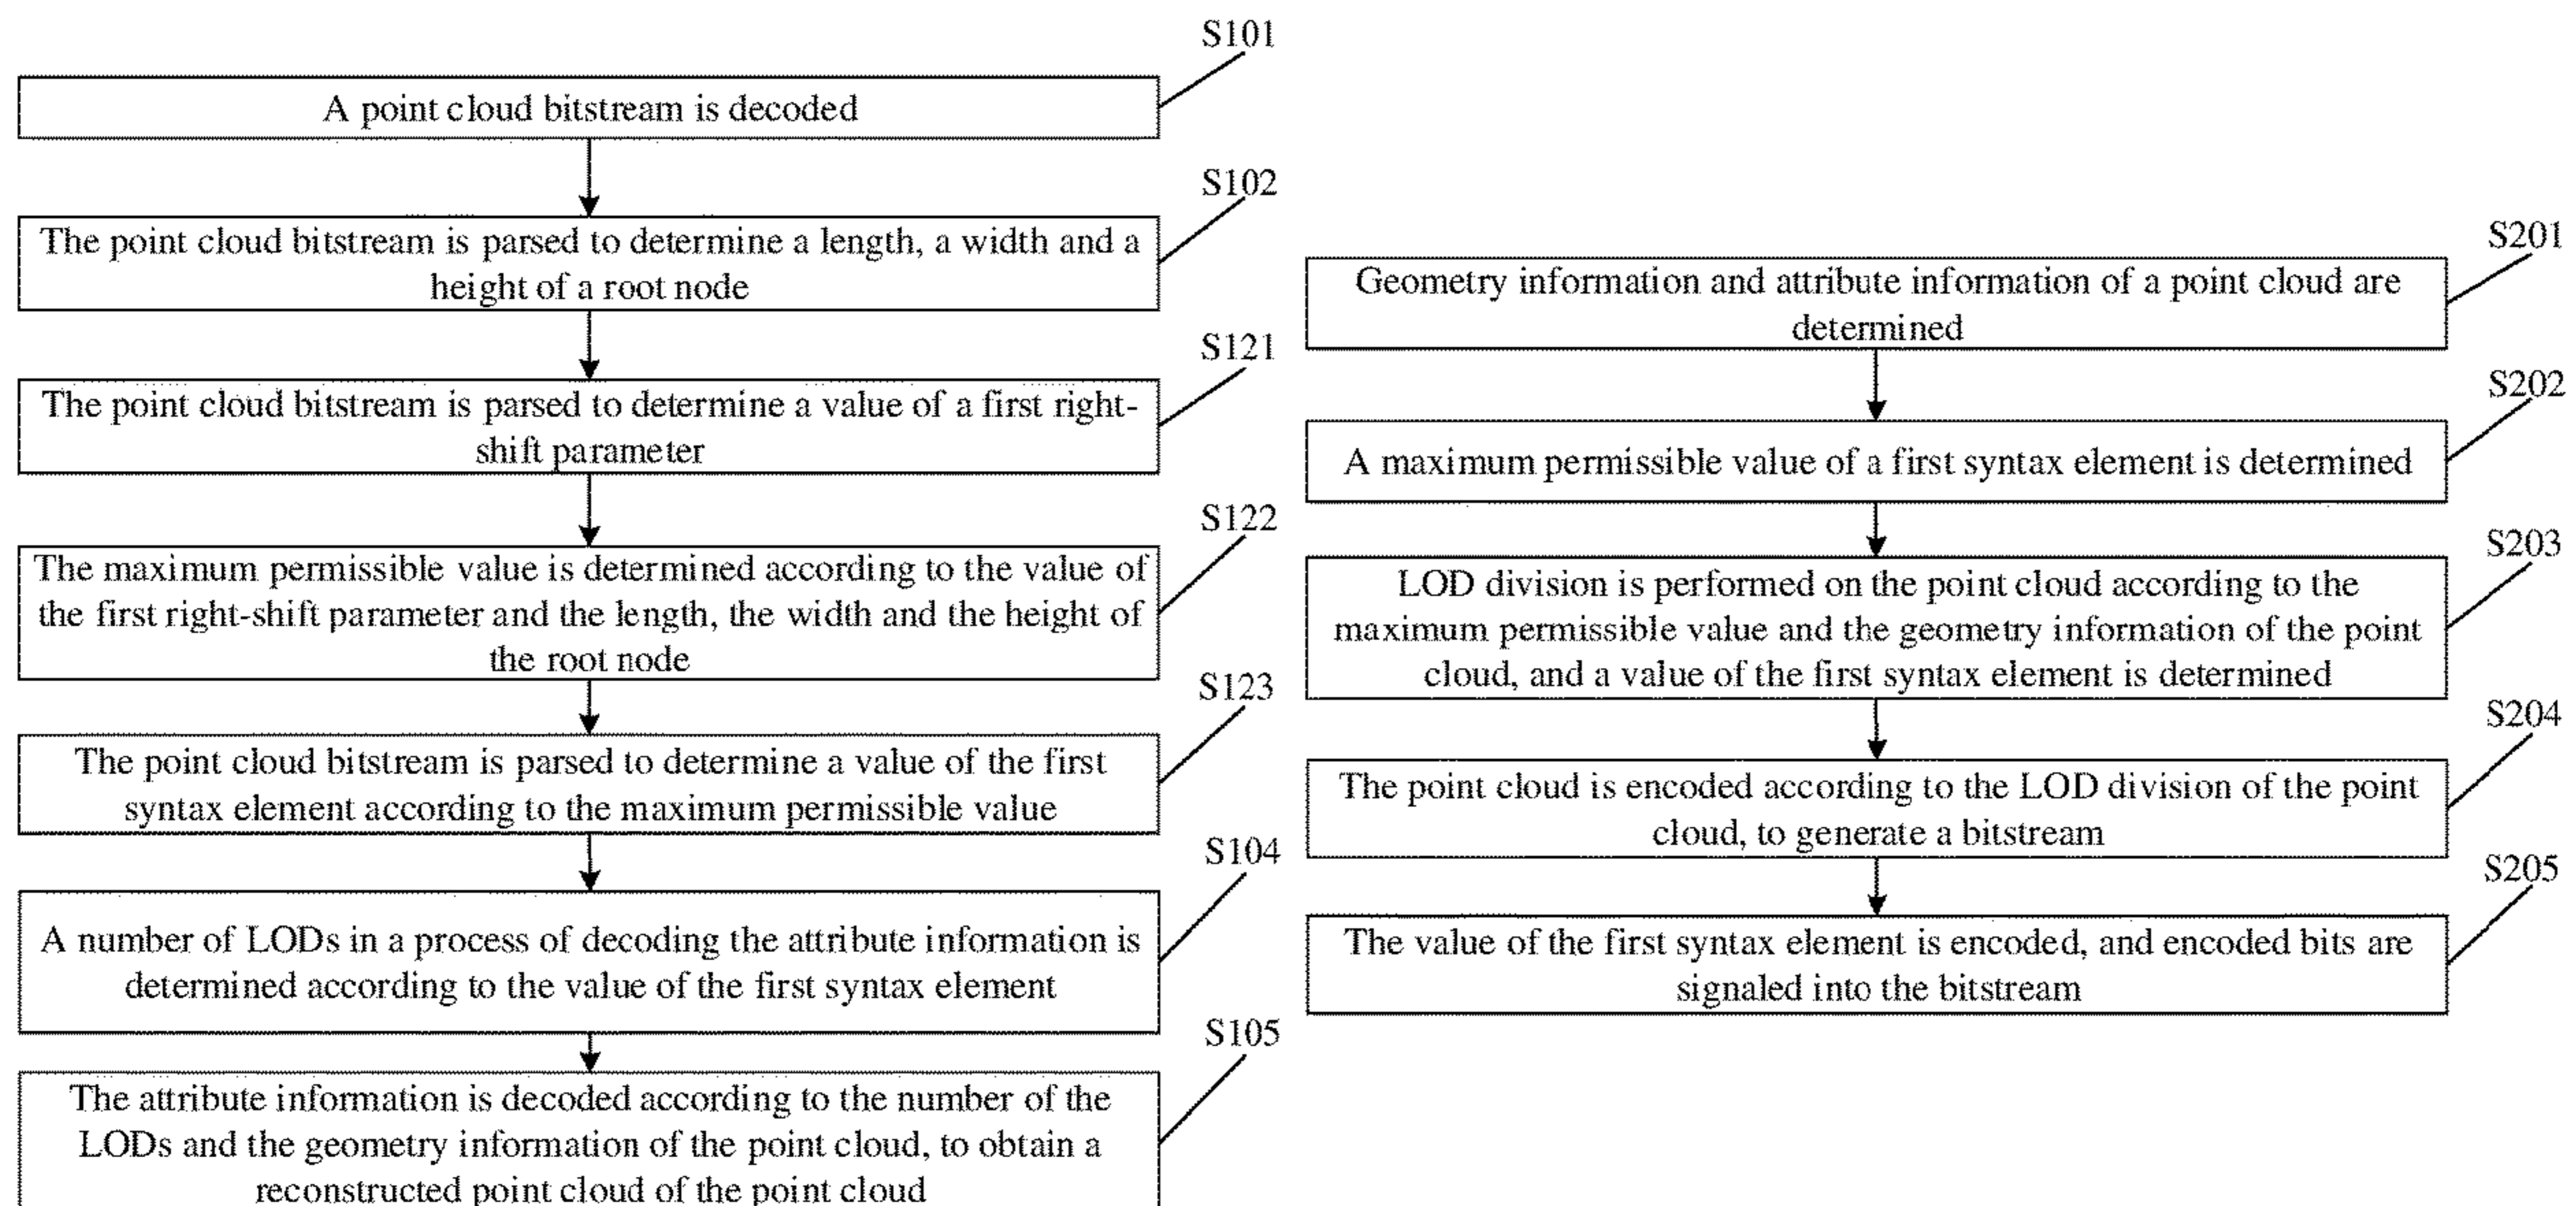 S101
A point cloud bitstream is decoded
S102
The point cloud bitstream is parsed to determine a length, a width and a
height of a root node
S121
The point cloud bitstream is parsed to determine a value of a first right-
shift parameter
S122
The maximum permissible value is determined according to the value of
the first right-shift parameter and the length, the width and the height of
the root node
S123
The point cloud bitstream is parsed to determine a value of the first
syntax element according to the maximum permissible value
S104
A number of LODs in a process of decoding the attribute information is
determined according to the value of the first syntax element
S105
The attribute information is decoded according to the number of the
LODs and the geometry information of the point cloud, to obtain a
reconstructed point cloud of the point cloud
S201
Geometry information and attribute information of a point cloud are
determined
S202
A maximum permissible value of a first syntax element is determined
S203
LOD division is performed on the point cloud according to the
maximum permissible value and the geometry information of the point
cloud, and a value of the first syntax element is determined
S204
The point cloud is encoded according to the LOD division of the point
cloud, to generate a bitstream
S205
The value of the first syntax element is encoded, and encoded bits are
signaled into the bitstream